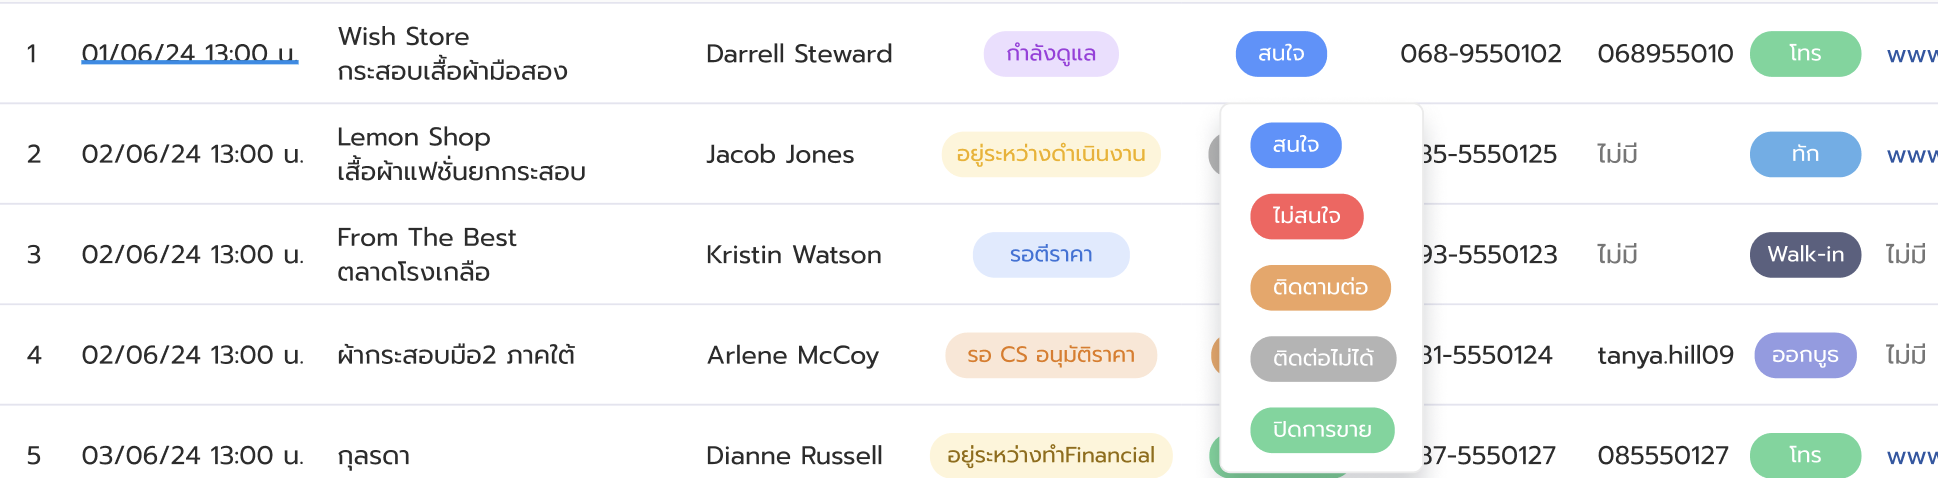 1 01/06/24 13:00 น. Wish Store Darrell Steward กำลังดูแล สนใจ 068-9550102 068955010 โทร www
กระสอบเสื้อผ้ามือสอง
2 02/06/24 13:00 น. Lemon Shop Jacob Jones อยู่ระหว่างดำเนินงาน 35-5550125 ไม่มี ทัก www
เสื้อผ้าแฟชั่นยกกระสอบ
สนใจ
ไม่สนใจ
3 02/06/24 13:00 น. From The Best Kristin Watson รอตีราคา 93-5550123 ไม่มี Walk-in ไม่มี
ตลาดโรงเกลือ
ติดตามต่อ
4 02/06/24 13:00 น. ผ้ากระสอบมือ2 ภาคใต้ Arlene McCoy รอ CS อนุมัติราคา ติดต่อไม่ได้ 31-5550124 tanya.hill09 ออกบูธ ไม่มี
ปิดการขาย
5 03/06/24 13:00 น. กุลรดา Dianne Russell อยู่ระหว่างทำFinancial 37-5550127 085550127 โทร www